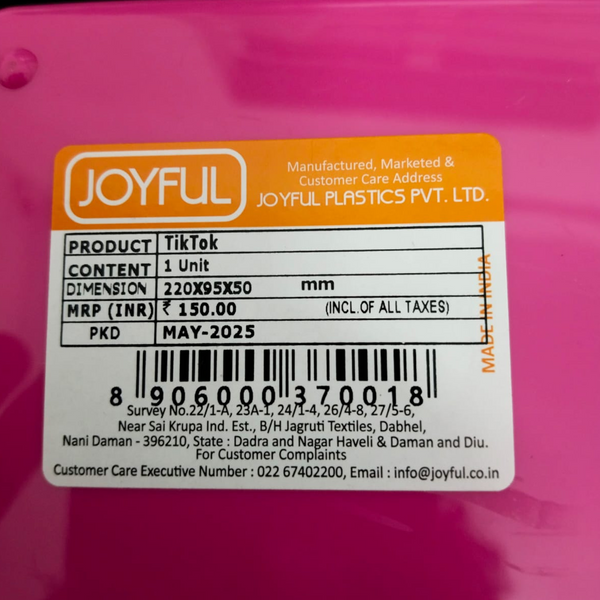 JOYFUL
Manufactured, Marketed &
Customer Care Address
JOYFUL PLASTICS PVT. LTD.
PRODUCT TikTok
CONTENT 1 Unit
DIMENSION 220X95X50 mm
MRP (INR) ₹ 150.00 (INCL.OF ALL TAXES)
PKD MAY-2025
MADE IN INDIA
8 906000 370018
Survey No.22/1-A, 23A-1, 24/1-4, 26/4-8, 27/5-6,
Near Sai Krupa Ind. Est., B/H Jagruti Textiles, Dabhel,
Nani Daman - 396210, State : Dadra and Nagar Haveli & Daman and Diu.
For Customer Complaints
Customer Care Executive Number : 022 67402200, Email : info@joyful.co.in